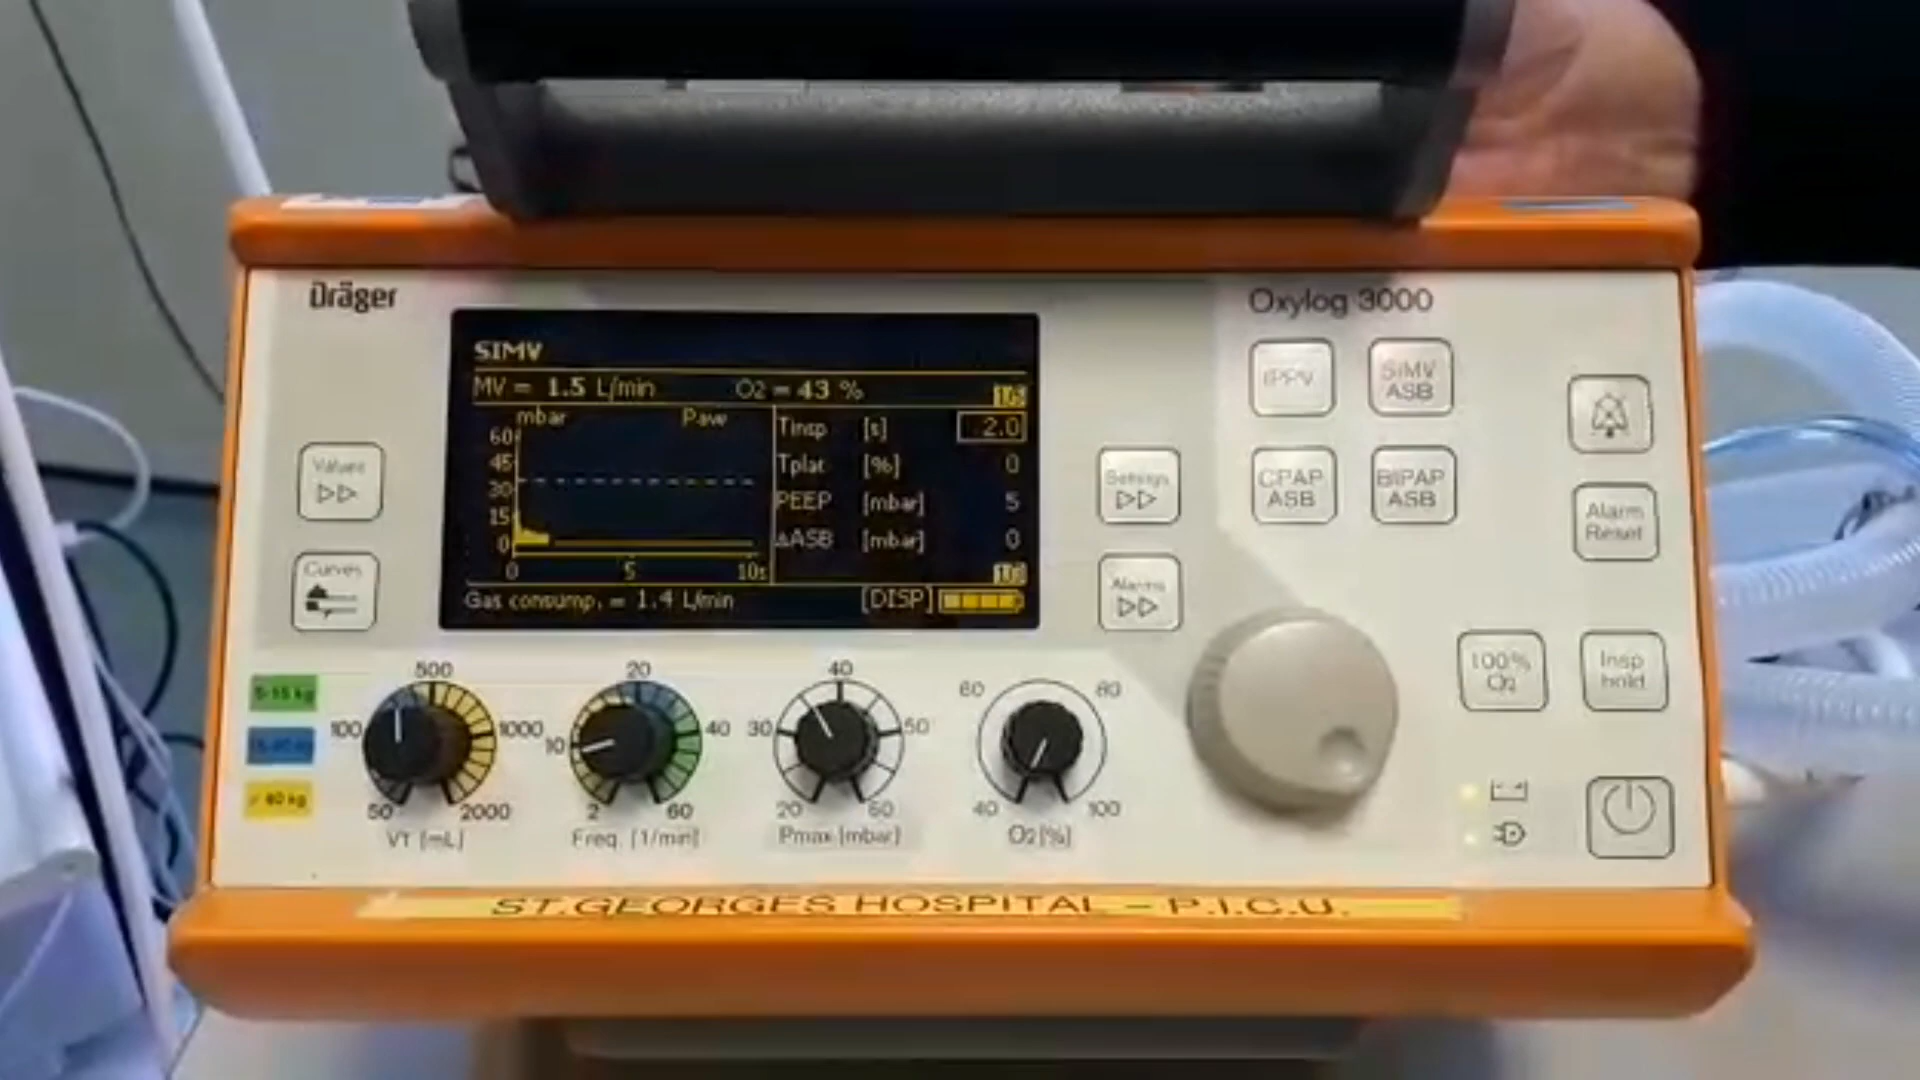 Dräger
Oxylog 3000
SIMV
MV = 1.5 L/min O2 = 43 %
mbar Pave
60
45
30
15
0
0 5 10s
Tinsp [s] 2.0
Tplat [%] 0
PEEP [mbar] 5
ΔASB [mbar] 0
Gas consump. = 1.4 L/min [DISP]
Values
Curves
Settings
Alarms
IPPV
SIMV
ASB
CPAP
ASB
BIPAP
ASB
Alarm
Reset
100%
O2
Insp
hold
5-15 kg
100 500 1000
50 2000
VT [mL]
10 20 40
2 60
Freq. [1/min]
30 40 50
20 60
Pmax [mbar]
60 80
40 100
O2 [%]
ST.GEORGES HOSPITAL - P.I.C.U.